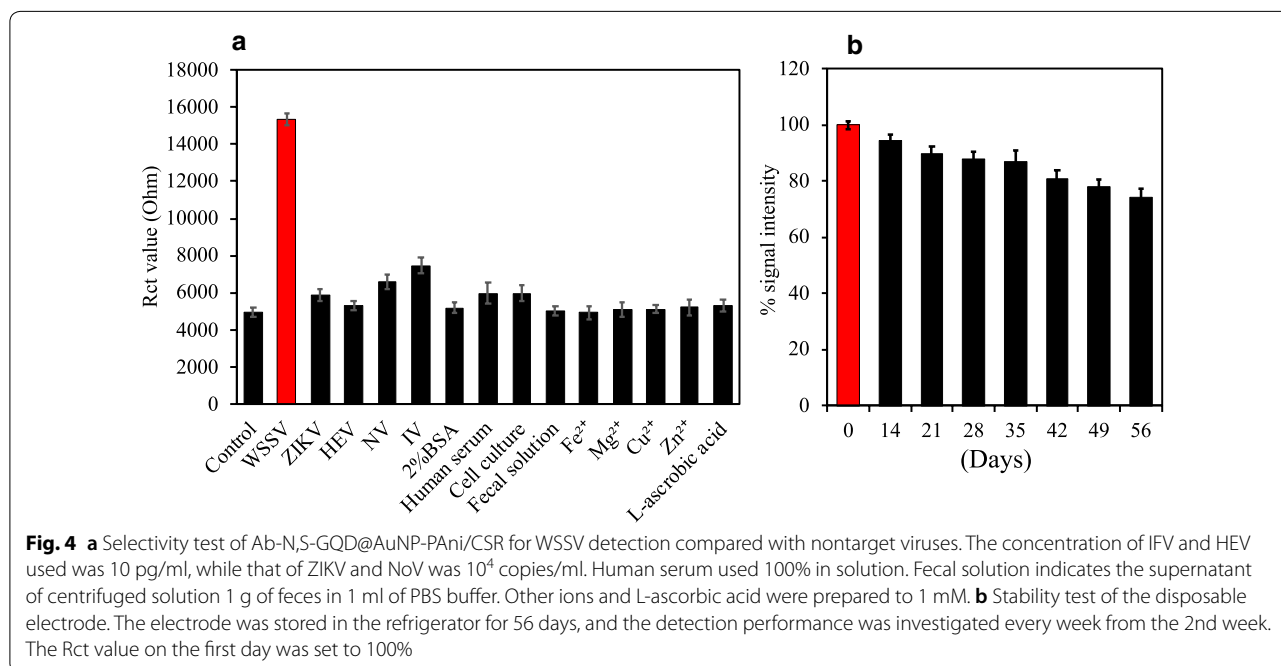 a
18000
16000
14000
12000
10000
8000
6000
4000
2000
0
Rct value (Ohm)
Control
WSSV
ZIKV
HEV
NV
IV
2%BSA
Human serum
Cell culture
Fecal solution
Fe²⁺
Mg²⁺
Cu²⁺
Zn²⁺
L-ascrobic acid
b
120
100
80
60
40
20
0
% signal intensity
0 14 21 28 35 42 49 56
(Days)
Fig. 4 a Selectivity test of Ab-N,S-GQD@AuNP-PAni/CSR for WSSV detection compared with nontarget viruses. The concentration of IFV and HEV
used was 10 pg/ml, while that of ZIKV and NoV was 10⁴ copies/ml. Human serum used 100% in solution. Fecal solution indicates the supernatant
of centrifuged solution 1 g of feces in 1 ml of PBS buffer. Other ions and L-ascorbic acid were prepared to 1 mM. b Stability test of the disposable
electrode. The electrode was stored in the refrigerator for 56 days, and the detection performance was investigated every week from the 2nd week.
The Rct value on the first day was set to 100%